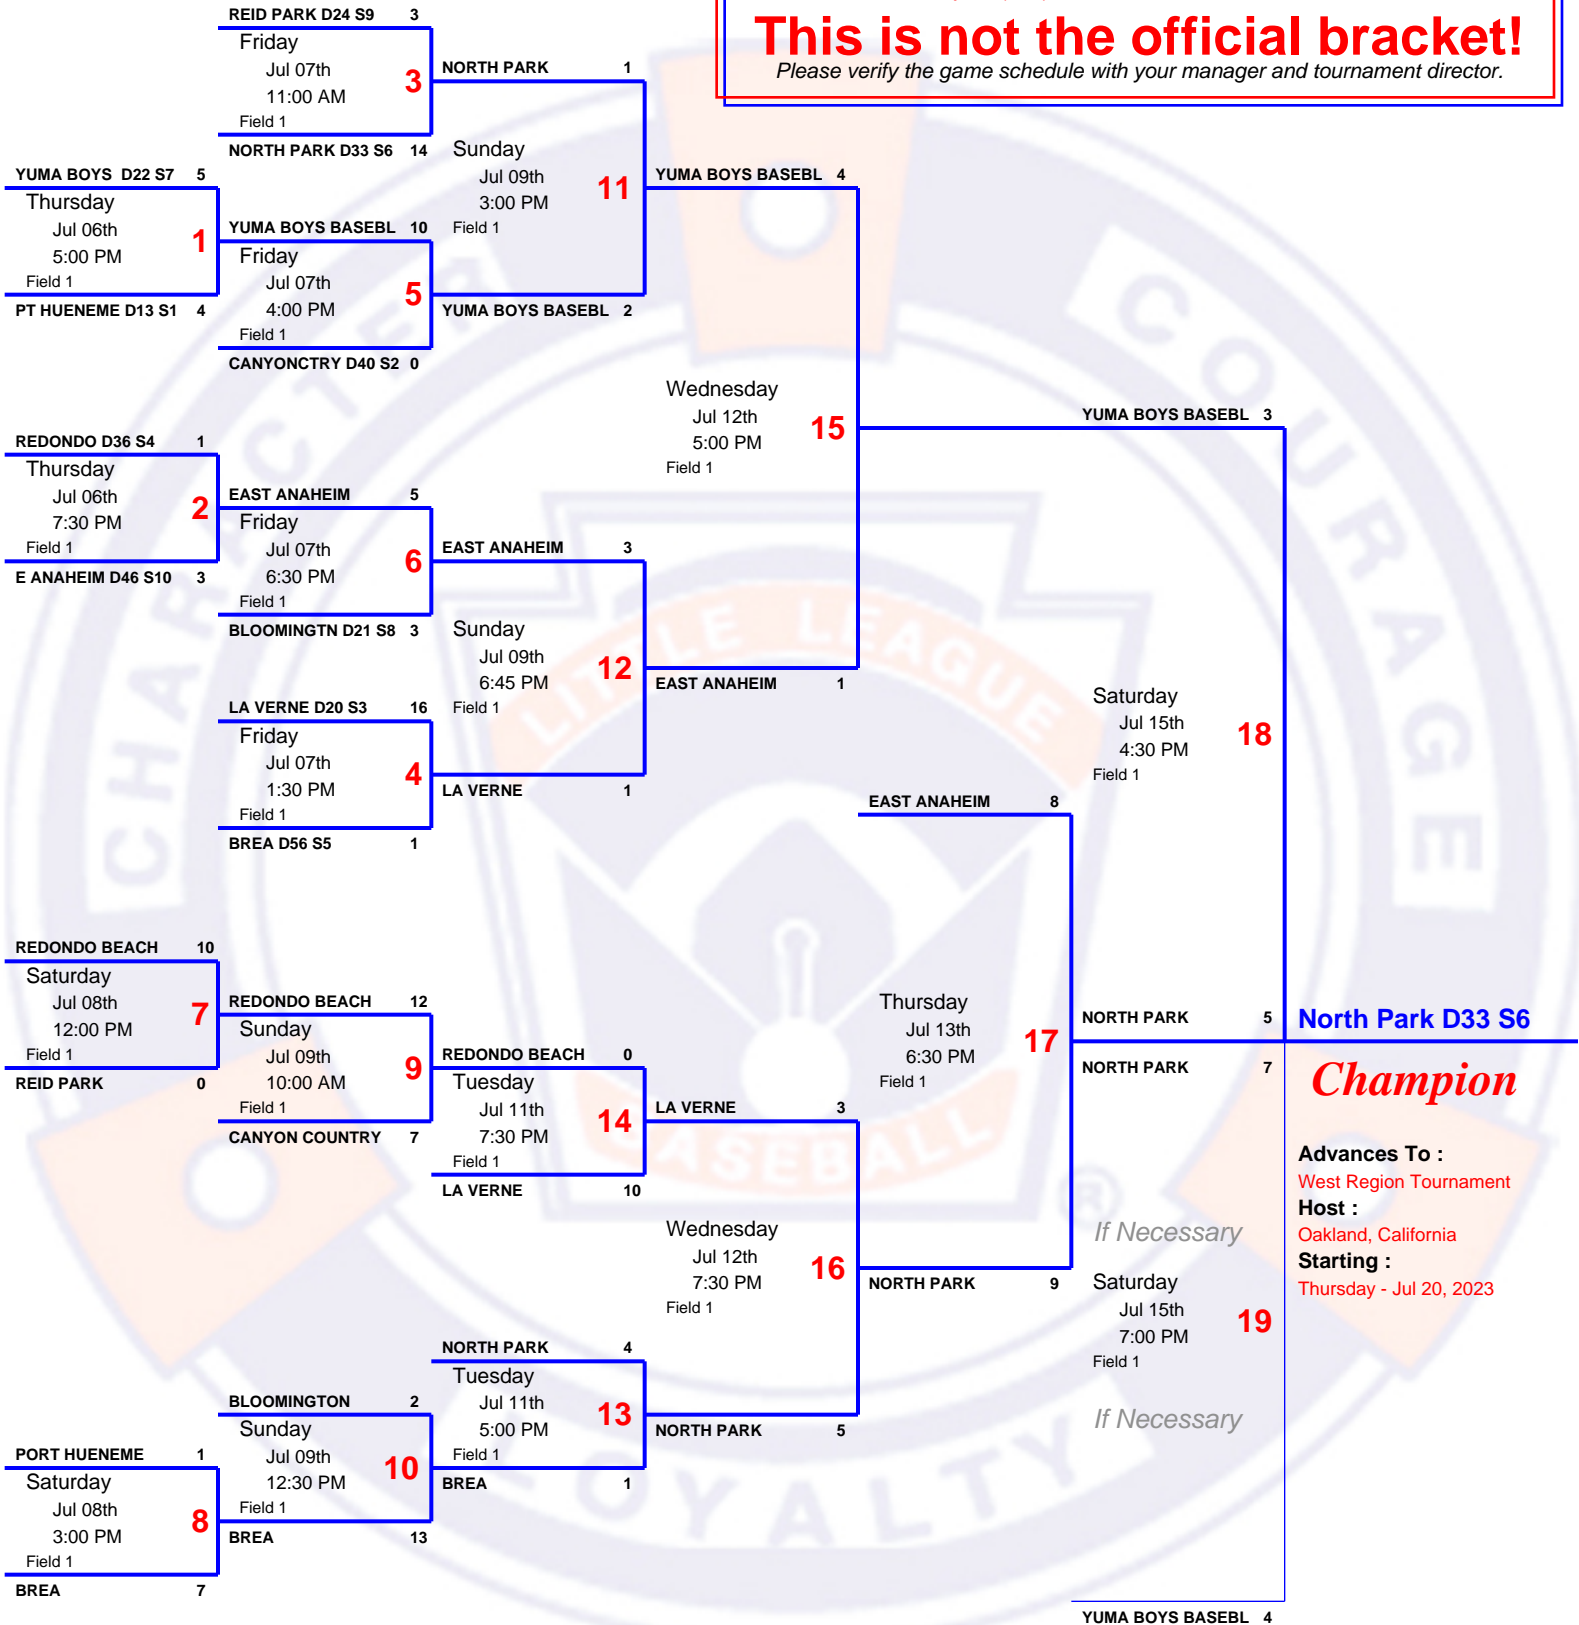 This is not the official bracket!
Please verify the game schedule with your manager and tournament director.
REID PARK D24 S9 3
Friday
Jul 07th
11:00 AM
Field 1
3
NORTH PARK D33 S6 14
YUMA BOYS D22 S7 5
Thursday
Jul 06th
5:00 PM
Field 1
1
PT HUENEME D13 S1 4
YUMA BOYS BASEBL 10
Friday
Jul 07th
4:00 PM
Field 1
5
CANYONCTRY D40 S2 0
NORTH PARK 1
Sunday
Jul 09th
3:00 PM
Field 1
11
YUMA BOYS BASEBL 2
REDONDO D36 S4 1
Thursday
Jul 06th
7:30 PM
Field 1
2
E ANAHEIM D46 S10 3
EAST ANAHEIM 5
Friday
Jul 07th
6:30 PM
Field 1
6
BLOOMINGTN D21 S8 3
LA VERNE D20 S3 16
Friday
Jul 07th
1:30 PM
Field 1
4
BREA D56 S5 1
EAST ANAHEIM 3
Sunday
Jul 09th
6:45 PM
Field 1
12
LA VERNE 1
YUMA BOYS BASEBL 4
Wednesday
Jul 12th
5:00 PM
Field 1
15
EAST ANAHEIM 1
REDONDO BEACH 10
Saturday
Jul 08th
12:00 PM
Field 1
7
REID PARK 0
REDONDO BEACH 12
Sunday
Jul 09th
10:00 AM
Field 1
9
CANYON COUNTRY 7
REDONDO BEACH 0
Tuesday
Jul 11th
7:30 PM
Field 1
14
LA VERNE 10
PORT HUENEME 1
Saturday
Jul 08th
3:00 PM
Field 1
8
BREA 7
BLOOMINGTON 2
Sunday
Jul 09th
12:30 PM
Field 1
10
BREA 13
NORTH PARK 4
Tuesday
Jul 11th
5:00 PM
Field 1
13
BREA 1
LA VERNE 3
Wednesday
Jul 12th
7:30 PM
Field 1
16
NORTH PARK 5
EAST ANAHEIM 8
Thursday
Jul 13th
6:30 PM
Field 1
17
NORTH PARK 9
YUMA BOYS BASEBL 3
Saturday
Jul 15th
4:30 PM
Field 1
18
NORTH PARK 5
NORTH PARK 7
If Necessary
Saturday
Jul 15th
7:00 PM
Field 1
19
If Necessary
YUMA BOYS BASEBL 4
North Park D33 S6
Champion
Advances To :
West Region Tournament
Host :
Oakland, California
Starting :
Thursday - Jul 20, 2023
CHARACTER
COURAGE
LOYALTY
LITTLE LEAGUE
BASEBALL
®